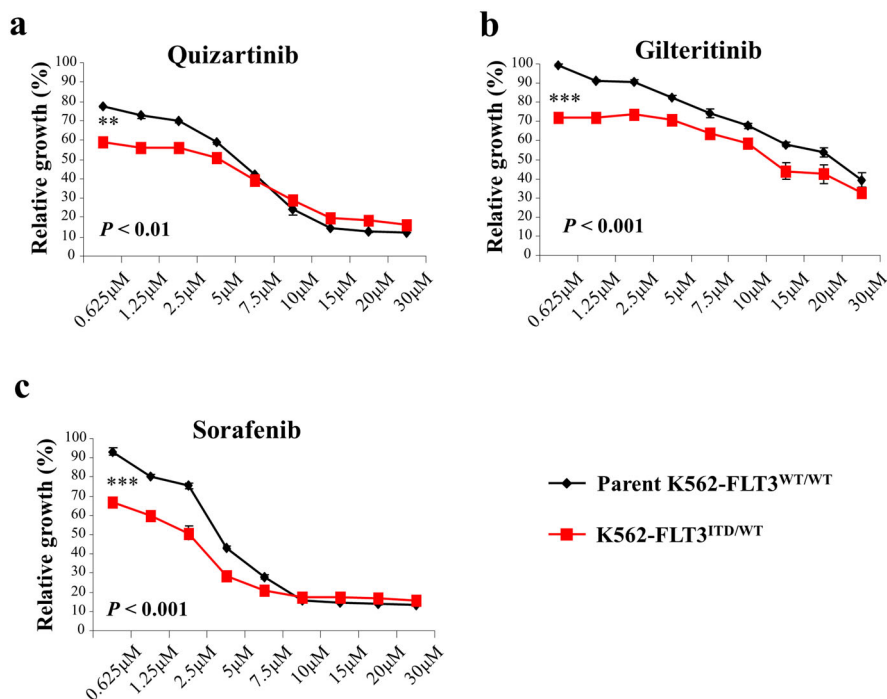 a
Quizartinib
Relative growth (%)
100
90
80
70
60
50
40
30
20
10
0
**
P < 0.01
0.625µM
1.25µM
2.5µM
5µM
7.5µM
10µM
15µM
20µM
30µM
b
Gilteritinib
Relative growth (%)
100
90
80
70
60
50
40
30
20
10
0
***
P < 0.001
0.625µM
1.25µM
2.5µM
5µM
7.5µM
10µM
15µM
20µM
30µM
c
Sorafenib
Relative growth (%)
100
90
80
70
60
50
40
30
20
10
0
***
P < 0.001
0.625µM
1.25µM
2.5µM
5µM
7.5µM
10µM
15µM
20µM
30µM
Parent K562-FLT3WT/WT
K562-FLT3ITD/WT